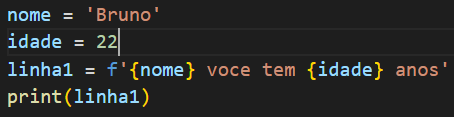 nome = 'Bruno'
idade = 22
linha1 = f'{nome} voce tem {idade} anos'
print(linha1)